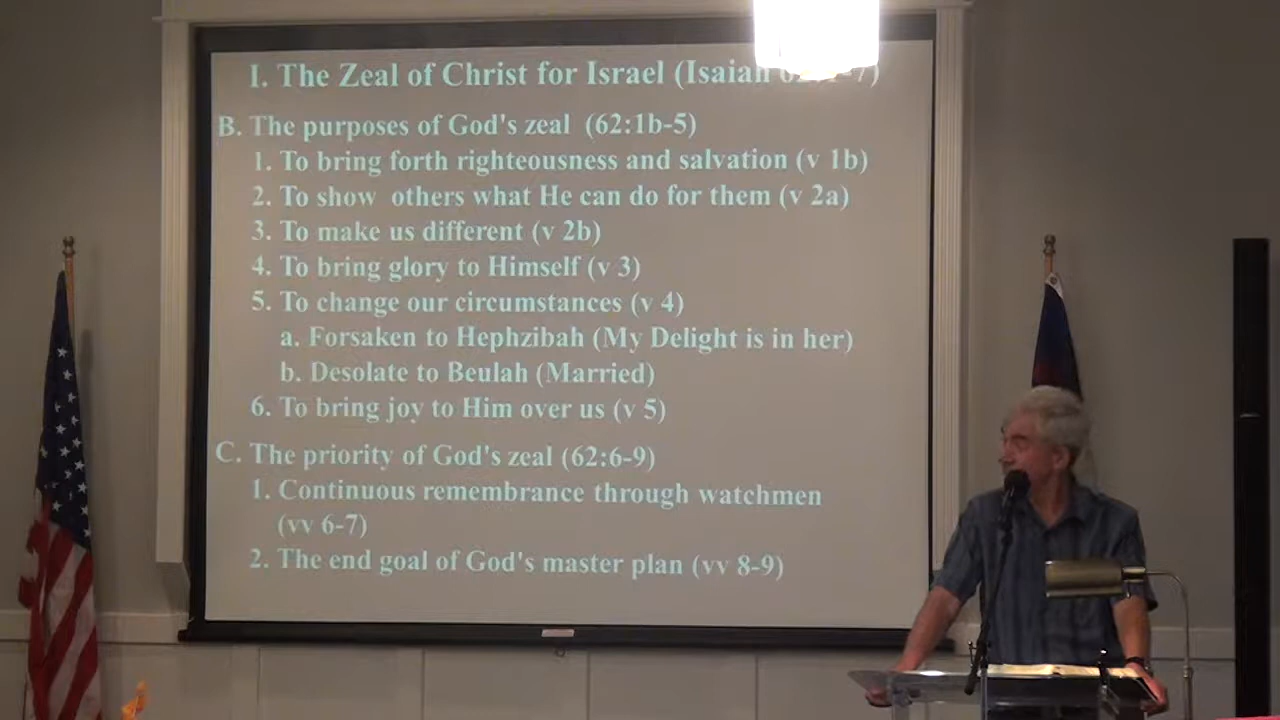 I. The Zeal of Christ for Israel (Isaiah
B. The purposes of God's zeal (62:1b-5)
1. To bring forth righteousness and salvation (v 1b)
2. To show others what He can do for them (v 2a)
3. To make us different (v 2b)
4. To bring glory to Himself (v 3)
5. To change our circumstances (v 4)
a. Forsaken to Hephzibah (My Delight is in her)
b. Desolate to Beulah (Married)
6. To bring joy to Him over us (v 5)
C. The priority of God's zeal (62:6-9)
1. Continuous remembrance through watchmen
(vv 6-7)
2. The end goal of God's master plan (vv 8-9)